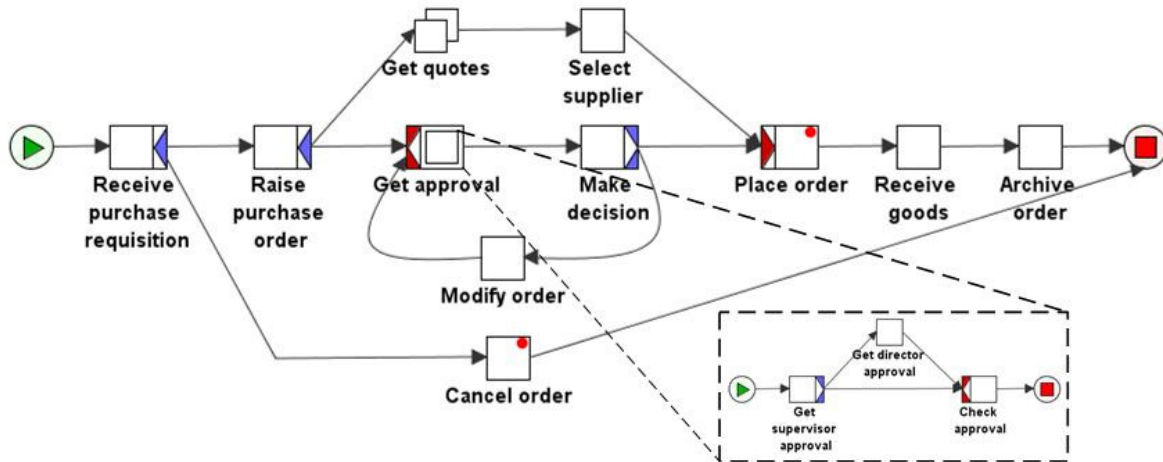 Get quotes
Select
supplier
Receive
purchase
requisition
Raise
purchase
order
Get approval
Make
decision
Place order
Receive
goods
Archive
order
Modify order
Cancel order
Get director
approval
Get
supervisor
approval
Check
approval